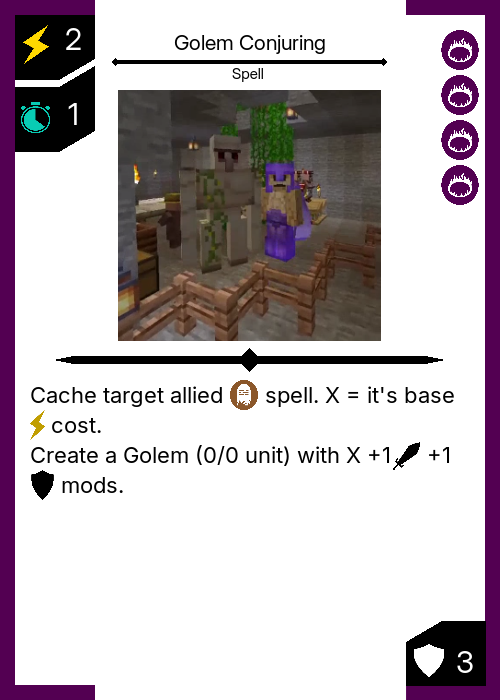 2
Golem Conjuring
Spell
1
Cache target allied spell. X = it's base
cost.
Create a Golem (0/0 unit) with X +1 +1
mods.
3